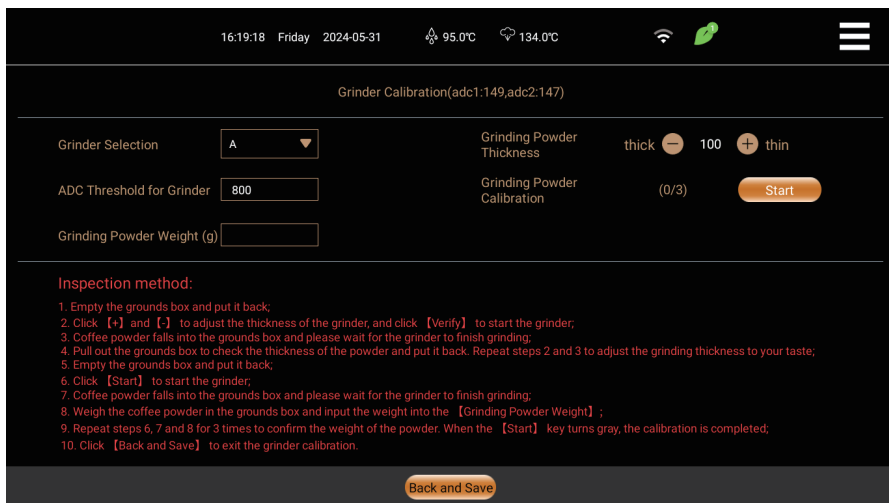 16:19:18 Friday 2024-05-31 95.0℃ 134.0℃ 1
Grinder Calibration(adc1:149,adc2:147)
Grinder Selection A Grinding Powder Thickness thick − 100 + thin
ADC Threshold for Grinder 800 Grinding Powder Calibration (0/3) Start
Grinding Powder Weight (g)
Inspection method:
1. Empty the grounds box and put it back;
2. Click 【+】 and 【-】 to adjust the thickness of the grinder, and click 【Verify】 to start the grinder;
3. Coffee powder falls into the grounds box and please wait for the grinder to finish grinding;
4. Pull out the grounds box to check the thickness of the powder and put it back. Repeat steps 2 and 3 to adjust the grinding thickness to your taste;
5. Empty the grounds box and put it back;
6. Click 【Start】 to start the grinder;
7. Coffee powder falls into the grounds box and please wait for the grinder to finish grinding;
8. Weigh the coffee powder in the grounds box and input the weight into the 【Grinding Powder Weight】 ;
9. Repeat steps 6, 7 and 8 for 3 times to confirm the weight of the powder. When the 【Start】 key turns gray, the calibration is completed;
10. Click 【Back and Save】 to exit the grinder calibration.
Back and Save